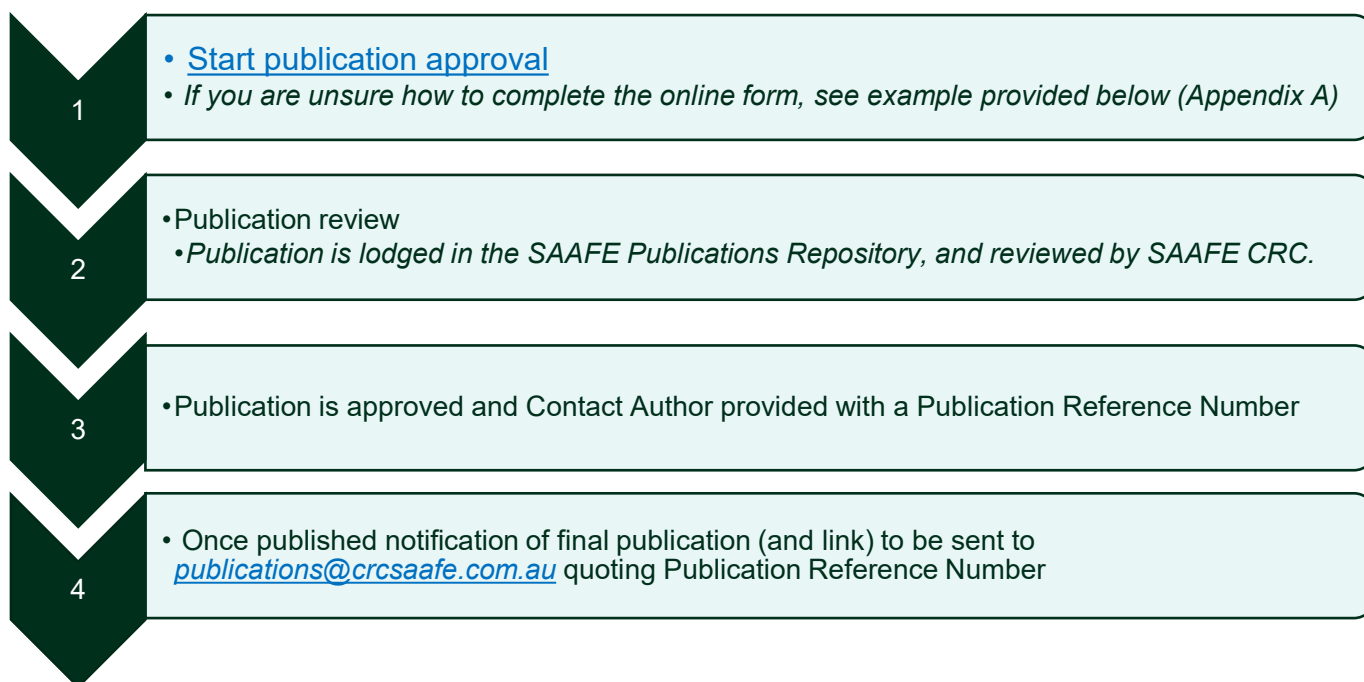 1
• Start publication approval
• If you are unsure how to complete the online form, see example provided below (Appendix A)
2
•Publication review
•Publication is lodged in the SAAFE Publications Repository, and reviewed by SAAFE CRC.
3
•Publication is approved and Contact Author provided with a Publication Reference Number
4
• Once published notification of final publication (and link) to be sent to
publications@crcsaafe.com.au quoting Publication Reference Number